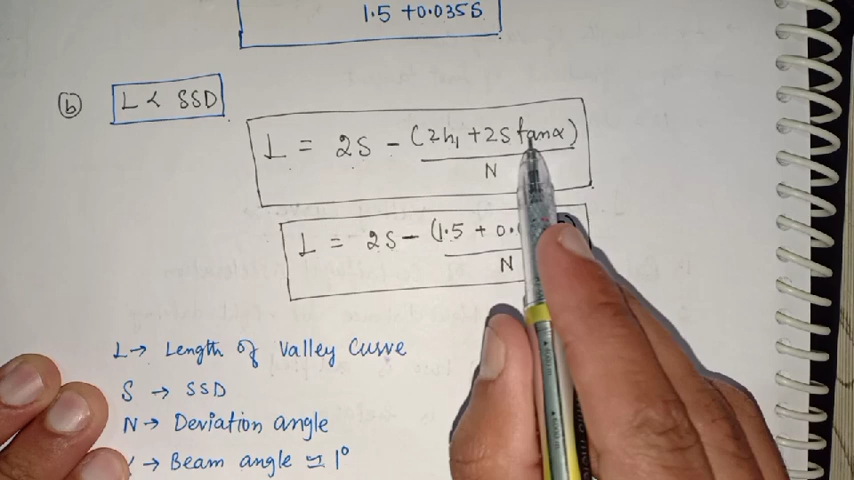 1.5 + 0.035S
(b) L < SSD
L = 2S - (2h₁ + 2S tanα)
N
L = 2S - (1.5 + 0.
N
L → Length of Valley Curve
S → SSD
N → Deviation angle
→ Beam angle ≃ 1°